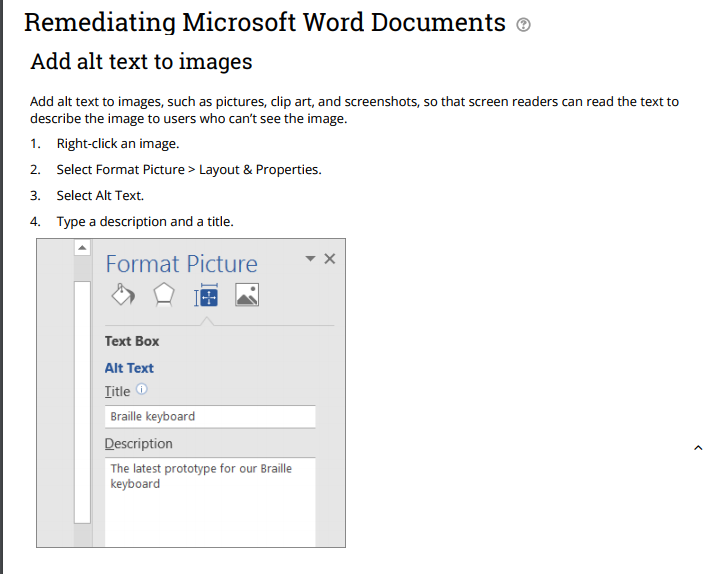 Remediating Microsoft Word Documents ?
Add alt text to images
Add alt text to images, such as pictures, clip art, and screenshots, so that screen readers can read the text to
describe the image to users who can’t see the image.
1. Right-click an image.
2. Select Format Picture > Layout & Properties.
3. Select Alt Text.
4. Type a description and a title.
Format Picture
Text Box
Alt Text
Title
Braille keyboard
Description
The latest prototype for our Braille
keyboard